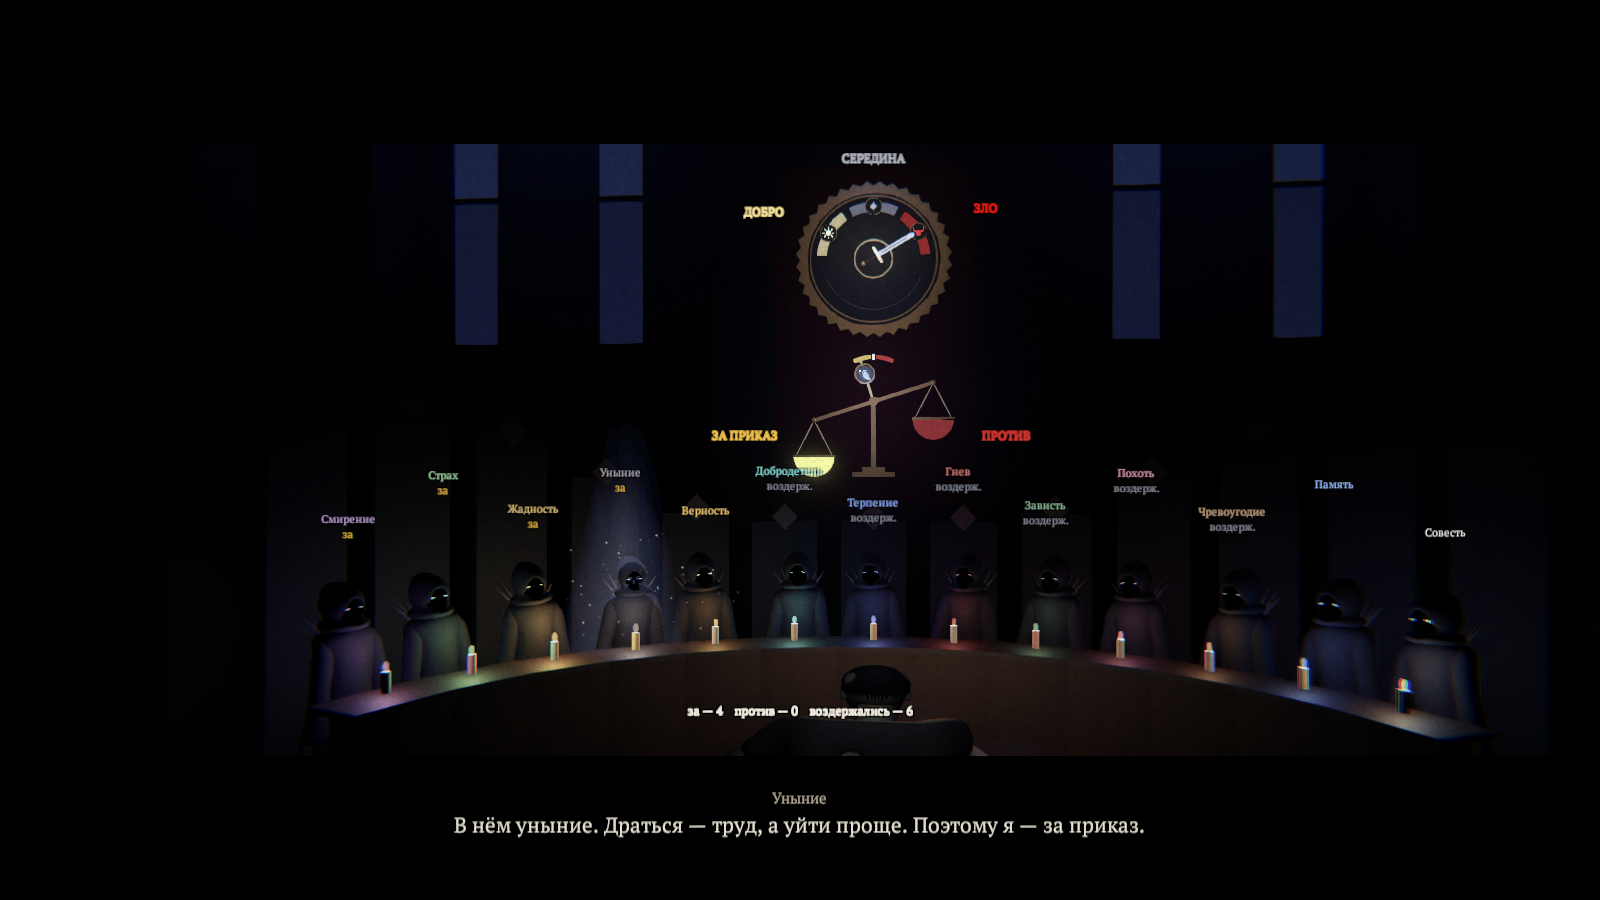 СЕРЕДИНА
ДОБРО
ЗЛО
ЗА ПРИКАЗ
ПРОТИВ
Смирение
за
Страх
за
Жадность
за
Уныние
за
Верность
Добродетель
воздерж.
Терпение
воздерж.
Гнев
воздерж.
Зависть
воздерж.
Похоть
воздерж.
Чревоугодие
воздерж.
Память
Совесть
за — 4 против — 0 воздержались — 6
Уныние
В нём уныние. Драться — труд, а уйти проще. Поэтому я — за приказ.